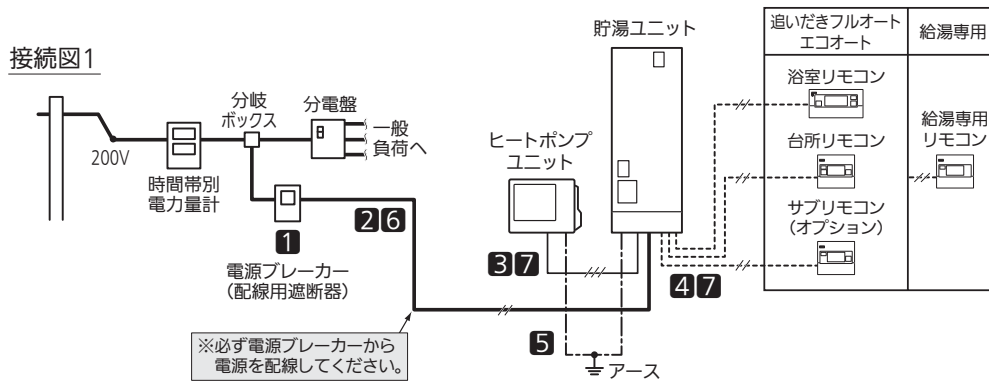 接続図1
200V
時間帯別
電力量計
分岐
ボックス
分電盤
一般
負荷へ
1
電源ブレーカー
（配線用遮断器）
2 6
※必ず電源ブレーカーから
電源を配線してください。
ヒートポンプ
ユニット
3 7
5
アース
貯湯ユニット
4 7
追いだきフルオート
エコオート
給湯専用
浴室リモコン
台所リモコン
サブリモコン
（オプション）
給湯専用
リモコン